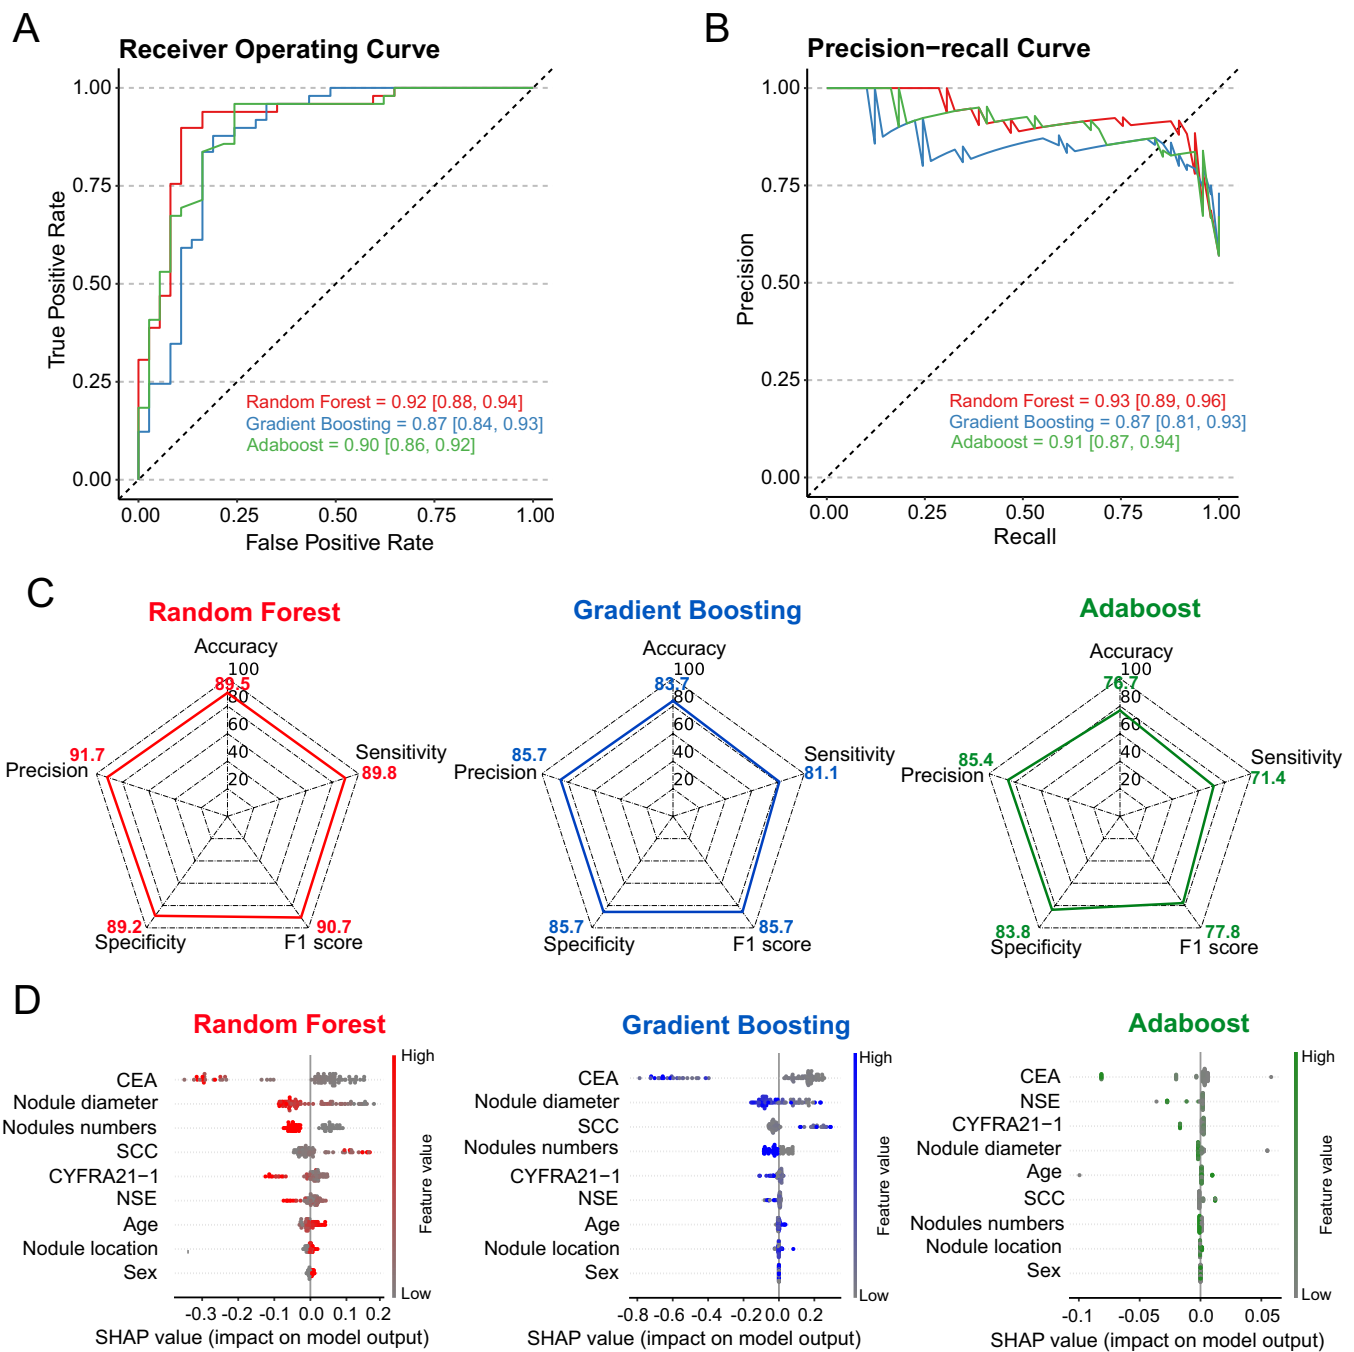 A
Receiver Operating Curve
True Positive Rate
1.00
0.75
0.50
0.25
0.00
Random Forest = 0.92 [0.88, 0.94]
Gradient Boosting = 0.87 [0.84, 0.93]
Adaboost = 0.90 [0.86, 0.92]
0.00 0.25 0.50 0.75 1.00
False Positive Rate
B
Precision−recall Curve
Precision
1.00
0.75
0.50
0.25
0.00
Random Forest = 0.93 [0.89, 0.96]
Gradient Boosting = 0.87 [0.81, 0.93]
Adaboost = 0.91 [0.87, 0.94]
0.00 0.25 0.50 0.75 1.00
Recall
C
Random Forest
Accuracy
100
89.5
80
60
40
20
91.7
Precision
Sensitivity
89.8
89.2
Specificity
90.7
F1 score
Gradient Boosting
Accuracy
100
83.7
80
60
40
20
85.7
Precision
Sensitivity
81.1
85.7
Specificity
85.7
F1 score
Adaboost
Accuracy
100
76.7
80
60
40
20
85.4
Precision
Sensitivity
71.4
83.8
Specificity
77.8
F1 score
D
Random Forest
CEA
Nodule diameter
Nodules numbers
SCC
CYFRA21−1
NSE
Age
Nodule location
Sex
-0.3 -0.2 -0.1 0.0 0.1 0.2
SHAP value (impact on model output)
High
Feature value
Low
Gradient Boosting
CEA
Nodule diameter
SCC
Nodules numbers
CYFRA21−1
NSE
Age
Nodule location
Sex
-0.8 -0.6 -0.4 -0.2 0.0 0.2
SHAP value (impact on model output)
High
Feature value
Low
Adaboost
CEA
NSE
CYFRA21−1
Nodule diameter
Age
SCC
Nodules numbers
Nodule location
Sex
-0.1 -0.05 0.0 0.05
SHAP value (impact on model output)
High
Feature value
Low